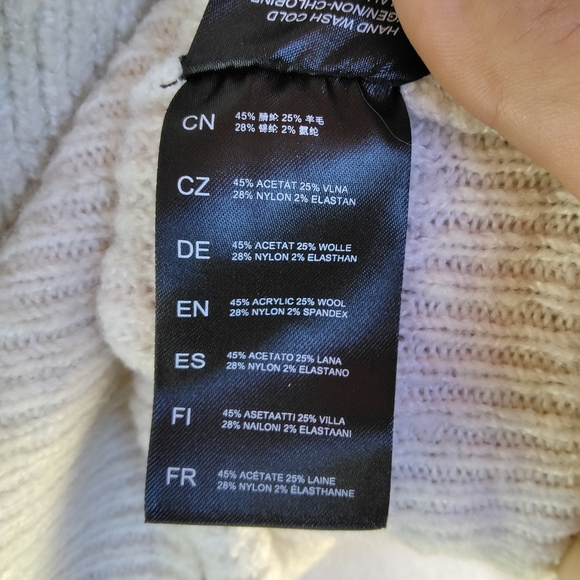 HAND WASH COLD
NON-CHLORINE
CN
45% 腈纶 25% 羊毛
28% 锦纶 2% 氨纶
CZ
45% ACETAT 25% VLNA
28% NYLON 2% ELASTAN
DE
45% ACETAT 25% WOLLE
28% NYLON 2% ELASTHAN
EN
45% ACRYLIC 25% WOOL
28% NYLON 2% SPANDEX
ES
45% ACETATO 25% LANA
28% NYLON 2% ELASTANO
FI
45% ASETAATTI 25% VILLA
28% NAILONI 2% ELASTAANI
FR
45% ACÉTATE 25% LAINE
28% NYLON 2% ÉLASTHANNE